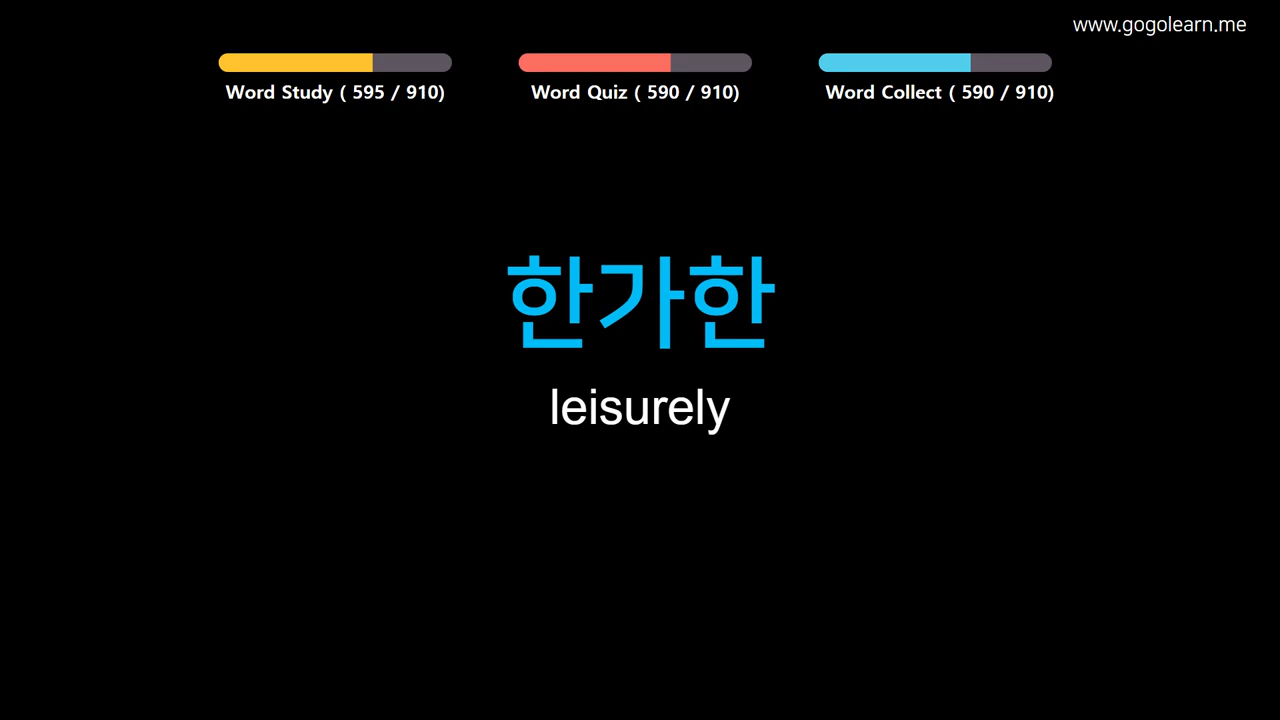 www.gogolearn.me
Word Study ( 595 / 910)
Word Quiz ( 590 / 910)
Word Collect ( 590 / 910)
한가한
leisurely